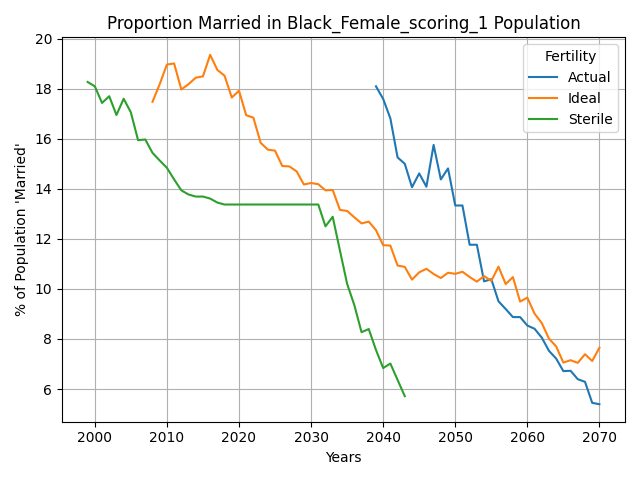 Proportion Married in Black_Female_scoring_1 Population
% of Population 'Married'
20
18
16
14
12
10
8
6
Fertility
Actual
Ideal
Sterile
2000 2010 2020 2030 2040 2050 2060 2070
Years